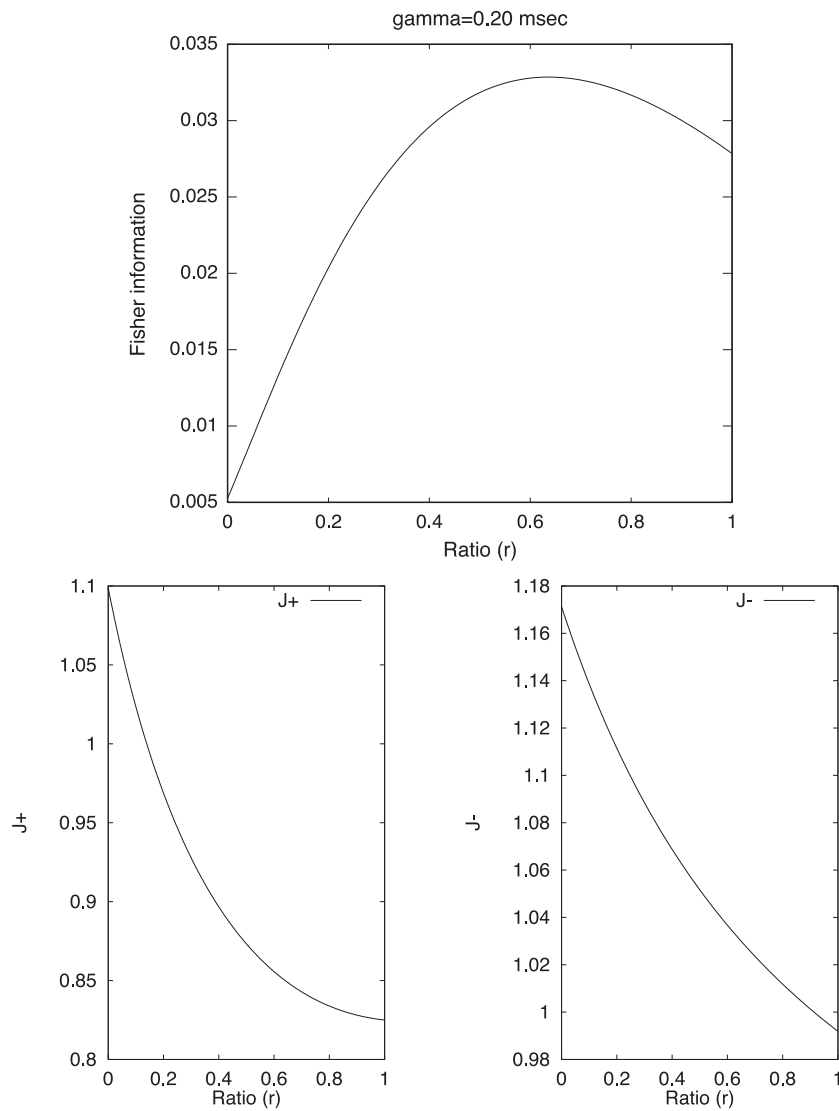 gamma=0.20 msec
0.035
0.03
0.025
0.02
0.015
0.01
0.005
Fisher information
0 0.2 0.4 0.6 0.8 1
Ratio (r)
1.1
1.05
1
0.95
0.9
0.85
0.8
J+
J+
0 0.2 0.4 0.6 0.8 1
Ratio (r)
1.18
1.16
1.14
1.12
1.1
1.08
1.06
1.04
1.02
1
0.98
J-
J-
0 0.2 0.4 0.6 0.8 1
Ratio (r)